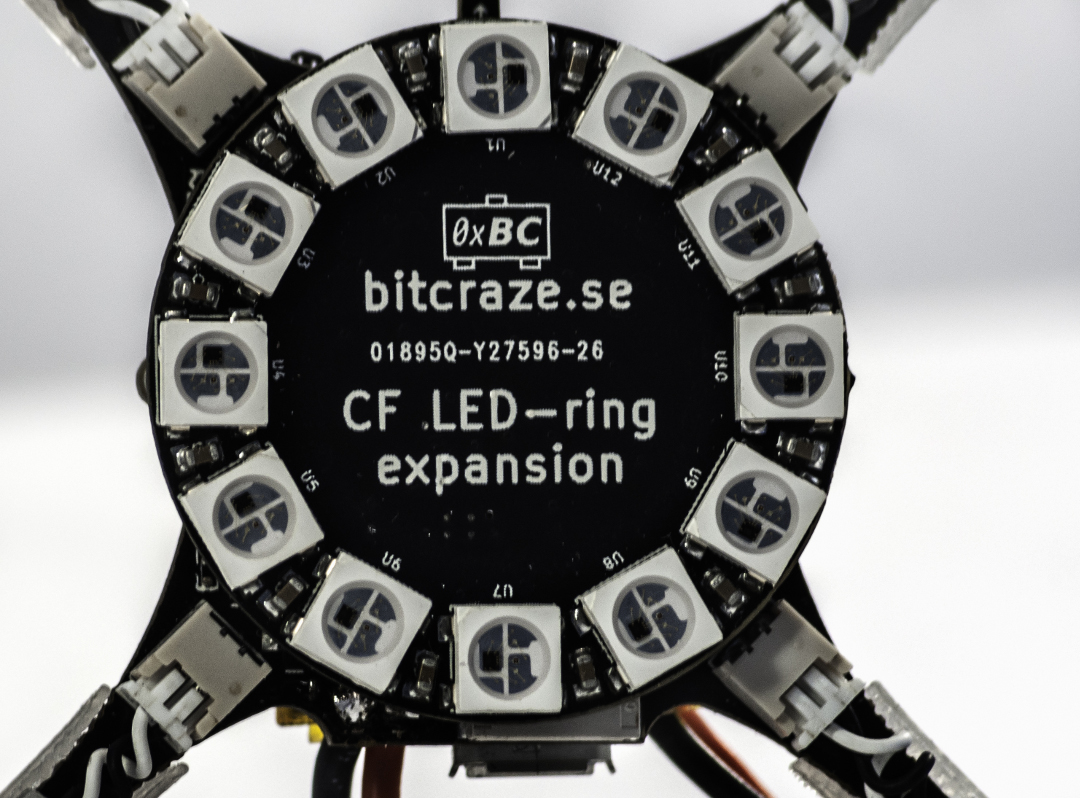 0xBC
bitcraze.se
01895Q-Y27596-26
CF LED-ring
expansion
U1
U2
U3
U4
U5
U6
U7
U8
U9
U10
U11
U12